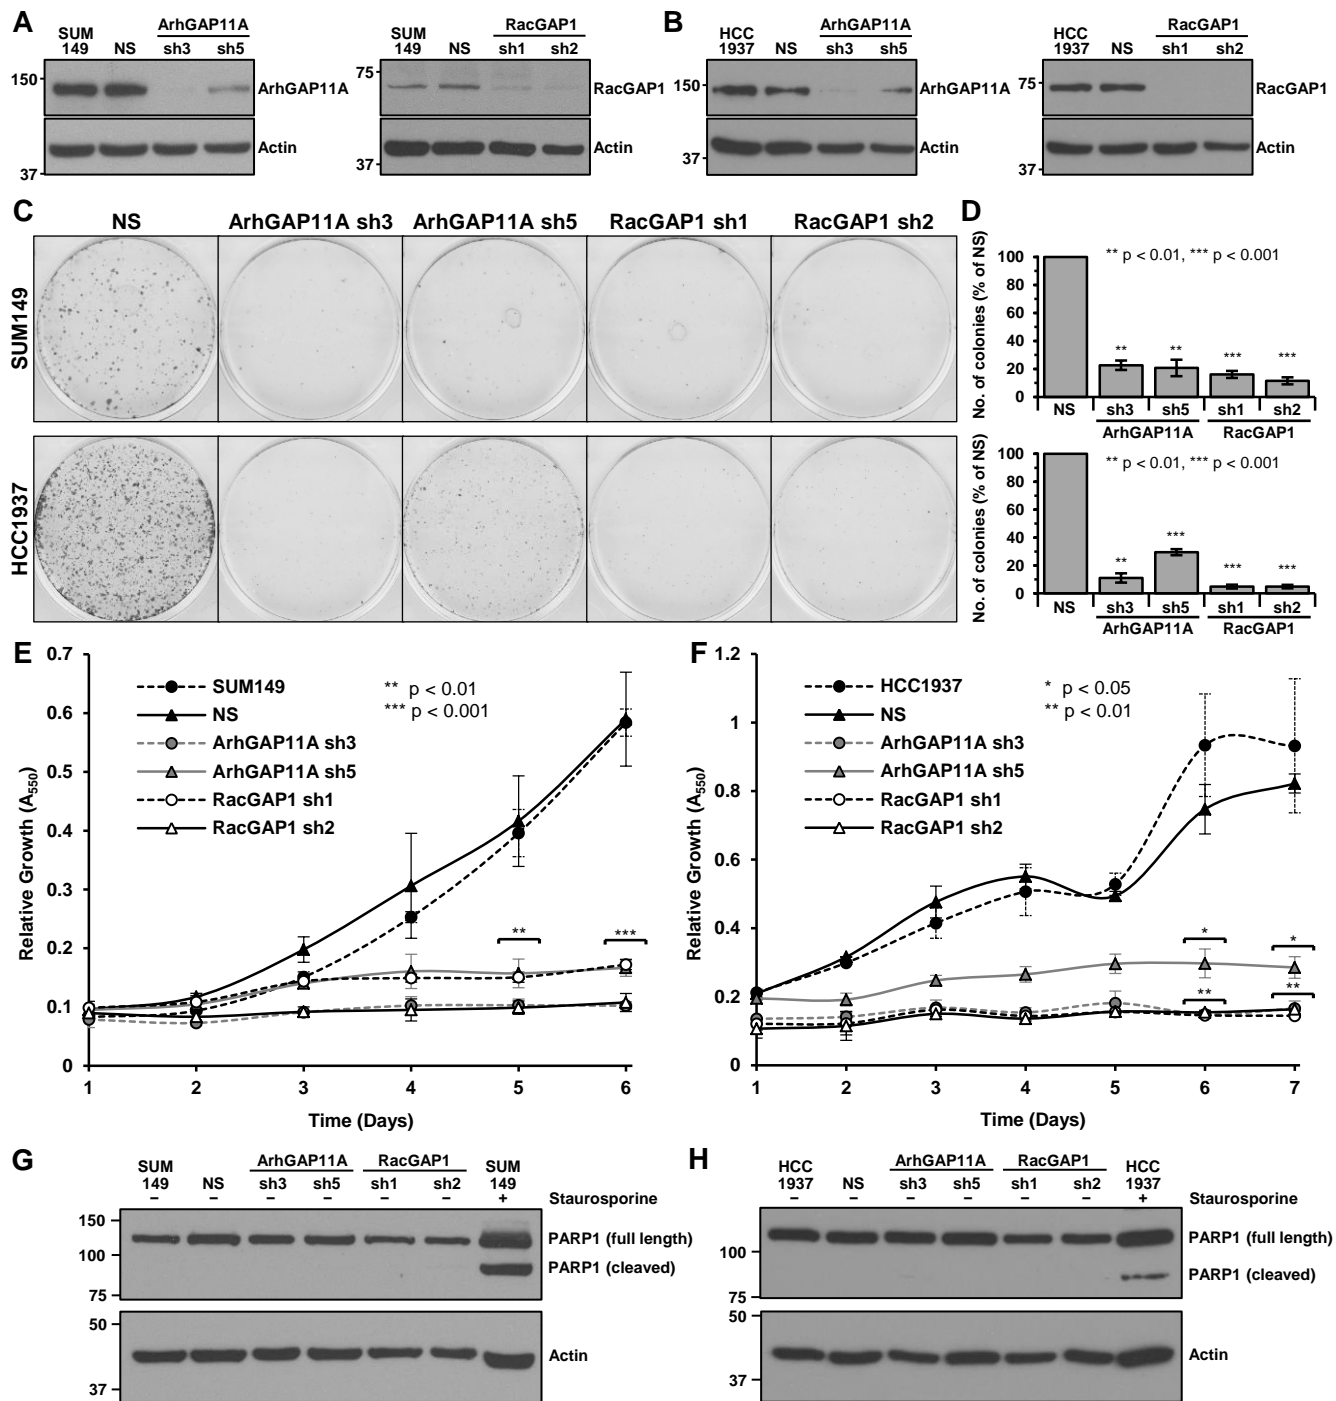 A
SUM 149 NS ArhGAP11A sh3 sh5
150
ArhGAP11A
Actin
37
SUM 149 NS RacGAP1 sh1 sh2
75
RacGAP1
Actin
37
B
HCC 1937 NS ArhGAP11A sh3 sh5
150
ArhGAP11A
Actin
37
HCC 1937 NS RacGAP1 sh1 sh2
75
RacGAP1
Actin
37
C
NS ArhGAP11A sh3 ArhGAP11A sh5 RacGAP1 sh1 RacGAP1 sh2
SUM149
HCC1937
D
No. of colonies (% of NS)
100
80
60
40
20
0
** p < 0.01, *** p < 0.001
** ** *** ***
NS sh3 sh5 sh1 sh2
ArhGAP11A RacGAP1
No. of colonies (% of NS)
100
80
60
40
20
0
** p < 0.01, *** p < 0.001
** *** *** ***
NS sh3 sh5 sh1 sh2
ArhGAP11A RacGAP1
E
Relative Growth (A550)
0.7
0.6
0.5
0.4
0.3
0.2
0.1
0
SUM149
NS
ArhGAP11A sh3
ArhGAP11A sh5
RacGAP1 sh1
RacGAP1 sh2
** p < 0.01
*** p < 0.001
** ***
1 2 3 4 5 6
Time (Days)
F
Relative Growth (A550)
1.2
1
0.8
0.6
0.4
0.2
0
HCC1937
NS
ArhGAP11A sh3
ArhGAP11A sh5
RacGAP1 sh1
RacGAP1 sh2
* p < 0.05
** p < 0.01
* *
** **
1 2 3 4 5 6 7
Time (Days)
G
SUM 149 NS ArhGAP11A sh3 sh5 RacGAP1 sh1 sh2 SUM 149
− − − − − − + Staurosporine
150
100
75
PARP1 (full length)
PARP1 (cleaved)
50
37
Actin
H
HCC 1937 NS ArhGAP11A sh3 sh5 RacGAP1 sh1 sh2 HCC 1937
− − − − − − + Staurosporine
100
75
PARP1 (full length)
PARP1 (cleaved)
50
37
Actin